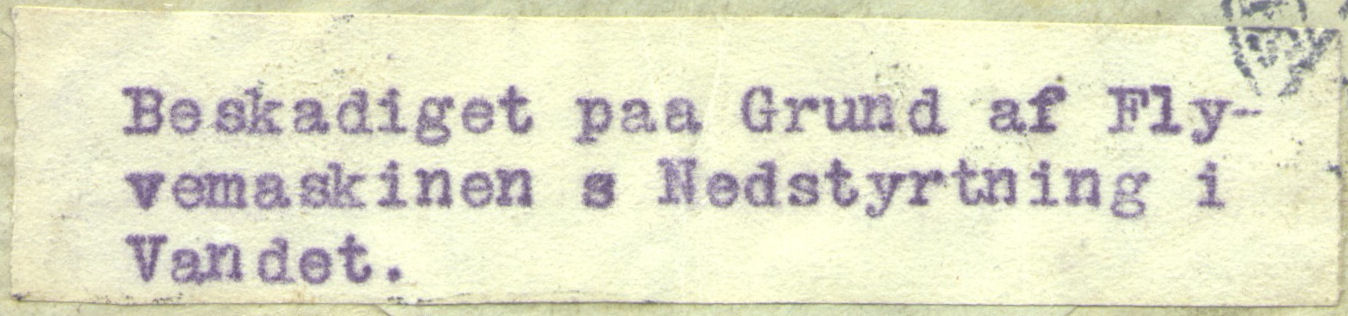 Beskadiget paa Grund af Fly-
vemaskinen s Nedstyrtning i
Vandet.